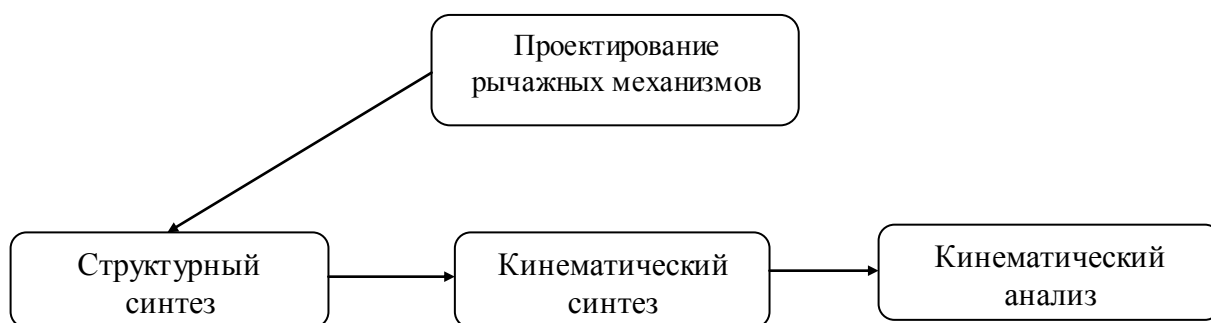 Проектирование
рычажных механизмов
Структурный
синтез
Кинематический
синтез
Кинематический
анализ